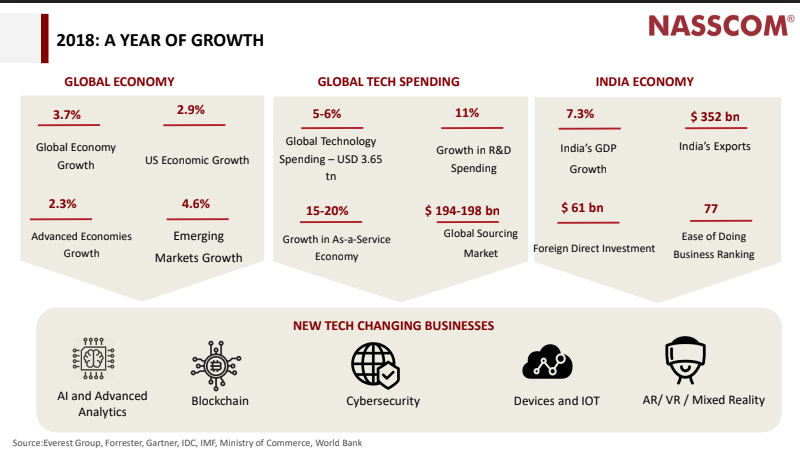 2018: A YEAR OF GROWTH
NASSCOM®
GLOBAL ECONOMY
3.7%
Global Economy
Growth
2.9%
US Economic Growth
2.3%
Advanced Economies
Growth
4.6%
Emerging
Markets Growth
GLOBAL TECH SPENDING
5-6%
Global Technology
Spending – USD 3.65
tn
11%
Growth in R&D
Spending
15-20%
Growth in As-a-Service
Economy
$ 194-198 bn
Global Sourcing
Market
INDIA ECONOMY
7.3%
India’s GDP
Growth
$ 352 bn
India’s Exports
$ 61 bn
Foreign Direct Investment
77
Ease of Doing
Business Ranking
NEW TECH CHANGING BUSINESSES
AI and Advanced
Analytics
Blockchain
Cybersecurity
Devices and IOT
AR/ VR / Mixed Reality
Source:Everest Group, Forrester, Gartner, IDC, IMF, Ministry of Commerce, World Bank